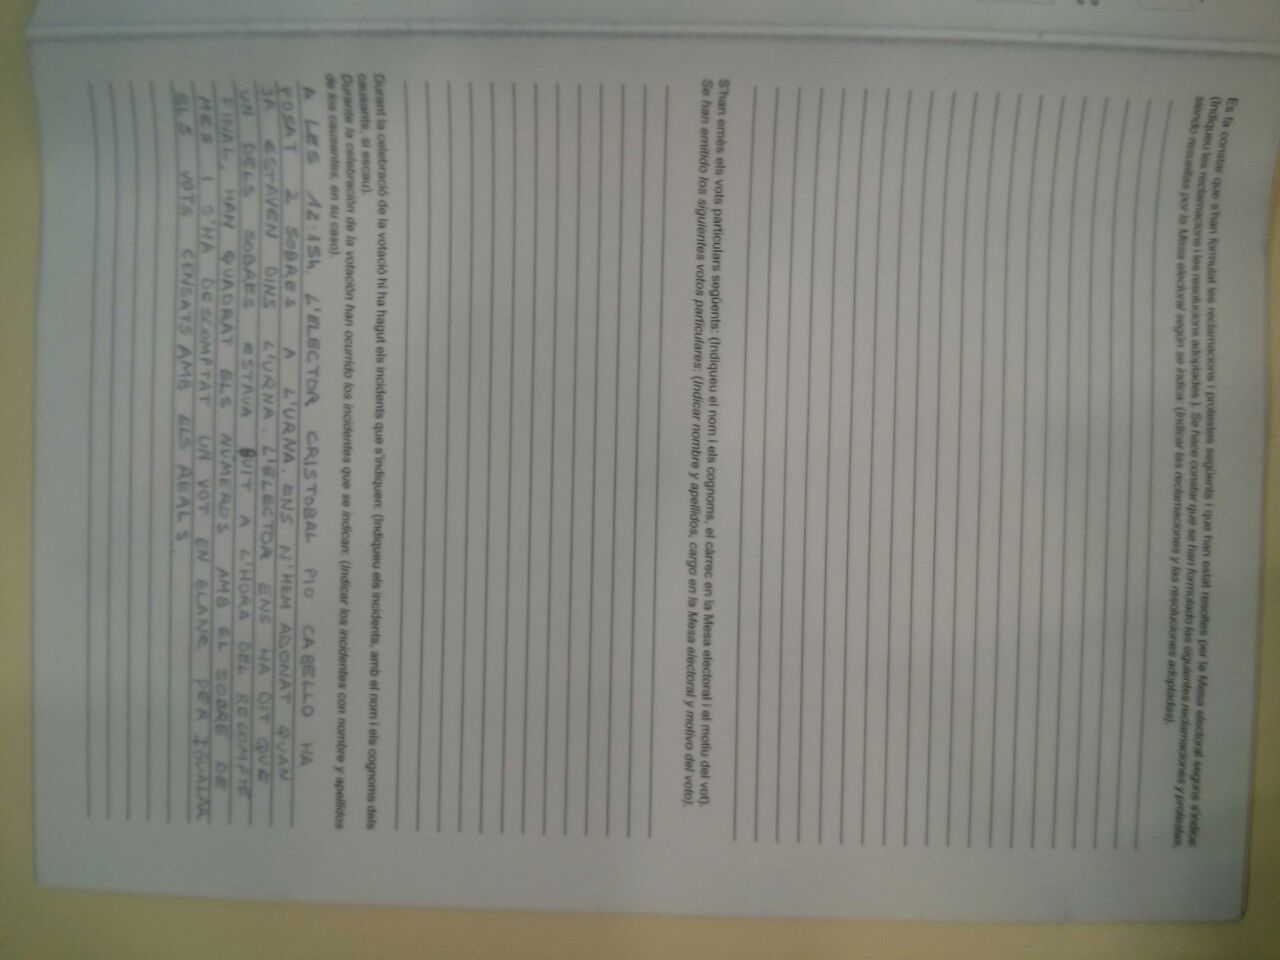 Es fa constar que s'han formulat les reclamacions i protestes següents i que han estat resoltes per la Mesa electoral segons s'indica:
(Indiqueu les reclamacions i les resolucions adoptades ). Se hace constar que se han formulado las siguientes reclamaciones y protestas,
siendo resueltas por la Mesa electoral según se indica: (Indicar las reclamaciones y las resoluciones adoptadas).
S'han emès els vots particulars següents: (Indiqueu el nom i els cognoms, el càrrec en la Mesa electoral i el motiu del vot).
Se han emitido los siguientes votos particulares: (Indicar nombre y apellidos, cargo en la Mesa electoral y motivo del voto).
Durant la celebració de la votació hi ha hagut els incidents que s'indiquen: (Indiqueu els incidents, amb el nom i els cognoms dels
causants, si escau).
Durante la celebración de la votación han ocurrido los incidentes que se indican: (Indicar los incidentes con nombre y apellidos
de los causantes, en su caso).
A LES 12:15h, L'ELECTOR CRISTOBAL PIO CABELLO HA
POSAT 2 SOBRES A L'URNA. ENS N'HEM ADONAT QUAN
JA ESTAVEN DINS L'URNA. L'ELECTOR ENS HA DIT QUE
UN DELS SOBRES ESTAVA BUIT A L'HORA DEL RECOMPTE
FINAL, HAN QUADRAT ELS NÚMEROS AMB EL SOBRE DE
MES I S'HA DESCOMPTAT UN VOT EN BLANC PER IGUALAR
ELS VOTS CENSATS AMB ELS REALS.